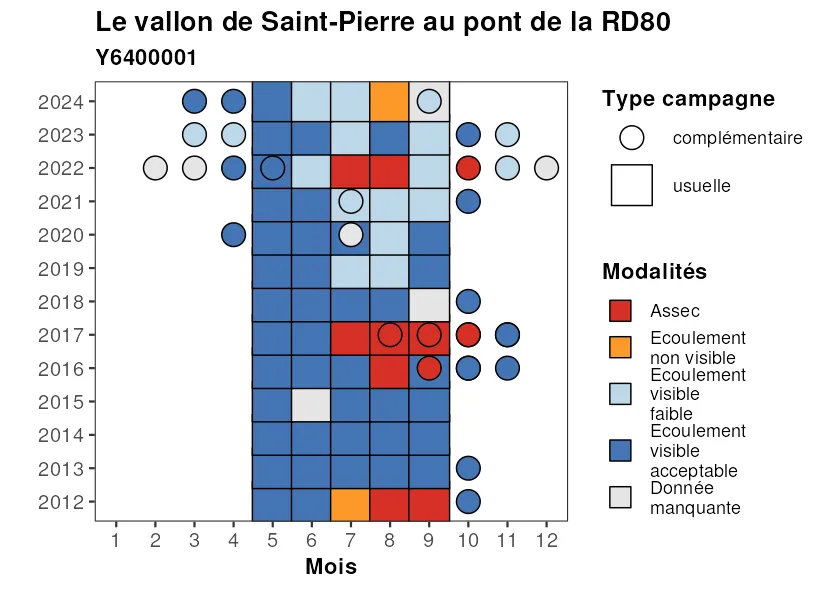 Le vallon de Saint-Pierre au pont de la RD80
Y6400001
2024
2023
2022
2021
2020
2019
2018
2017
2016
2015
2014
2013
2012
1 2 3 4 5 6 7 8 9 10 11 12
Mois
Type campagne
complémentaire
usuelle
Modalités
Assec
Ecoulement
non visible
Ecoulement
visible
faible
Ecoulement
visible
acceptable
Donnée
manquante